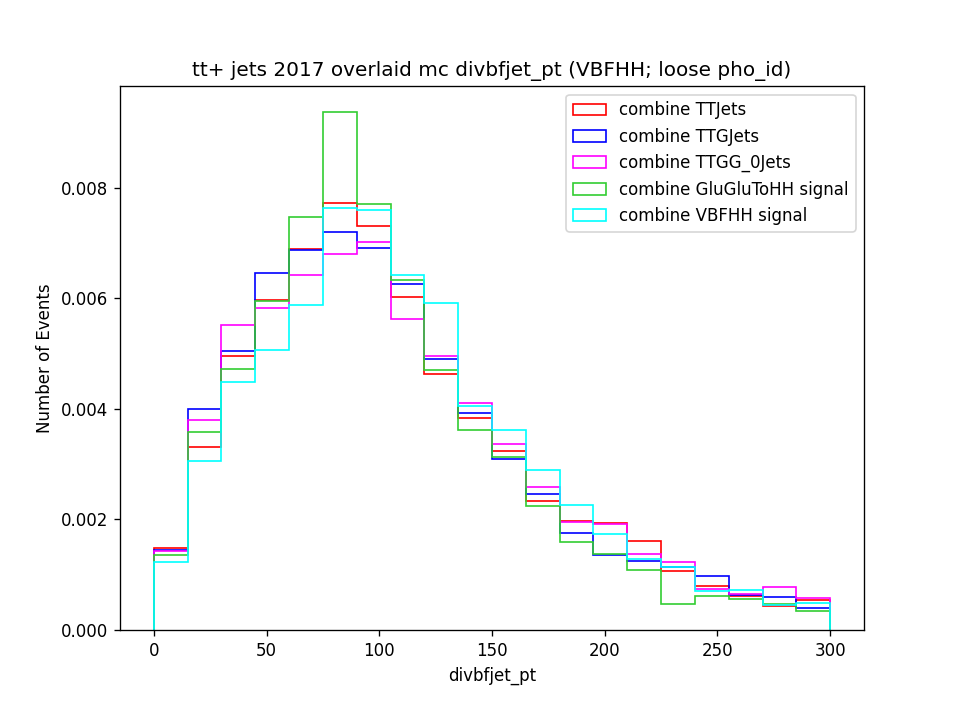 tt+ jets 2017 overlaid mc divbfjet_pt (VBFHH; loose pho_id)
combine TTJets
combine TTGJets
combine TTGG_0Jets
combine GluGluToHH signal
combine VBFHH signal
Number of Events
0.008
0.006
0.004
0.002
0.000
0 50 100 150 200 250 300
divbfjet_pt